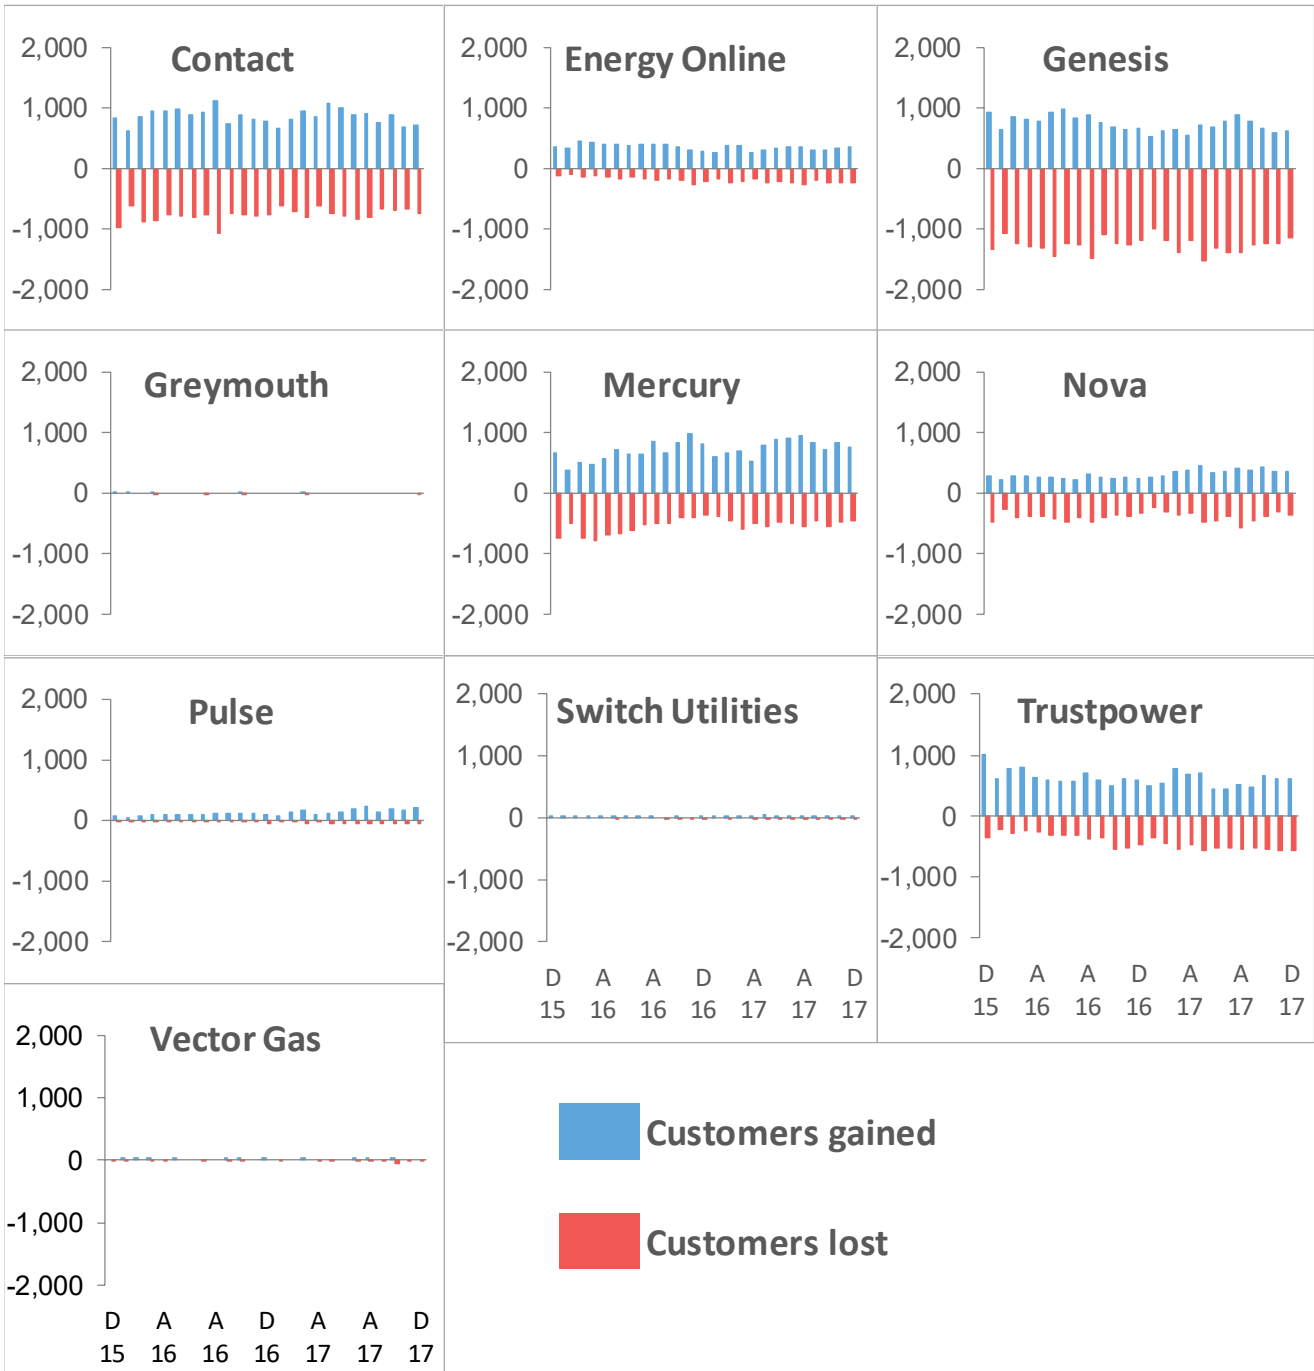 Contact
2,000
1,000
0
-1,000
-2,000
Energy Online
2,000
1,000
0
-1,000
-2,000
Genesis
2,000
1,000
0
-1,000
-2,000
Greymouth
2,000
1,000
0
-1,000
-2,000
Mercury
2,000
1,000
0
-1,000
-2,000
Nova
2,000
1,000
0
-1,000
-2,000
Pulse
2,000
1,000
0
-1,000
-2,000
Switch Utilities
2,000
1,000
0
-1,000
-2,000
D A A D A A D
15 16 16 16 17 17 17
Trustpower
2,000
1,000
0
-1,000
-2,000
D A A D A A D
15 16 16 16 17 17 17
Vector Gas
2,000
1,000
0
-1,000
-2,000
D A A D A A D
15 16 16 16 17 17 17
Customers gained
Customers lost